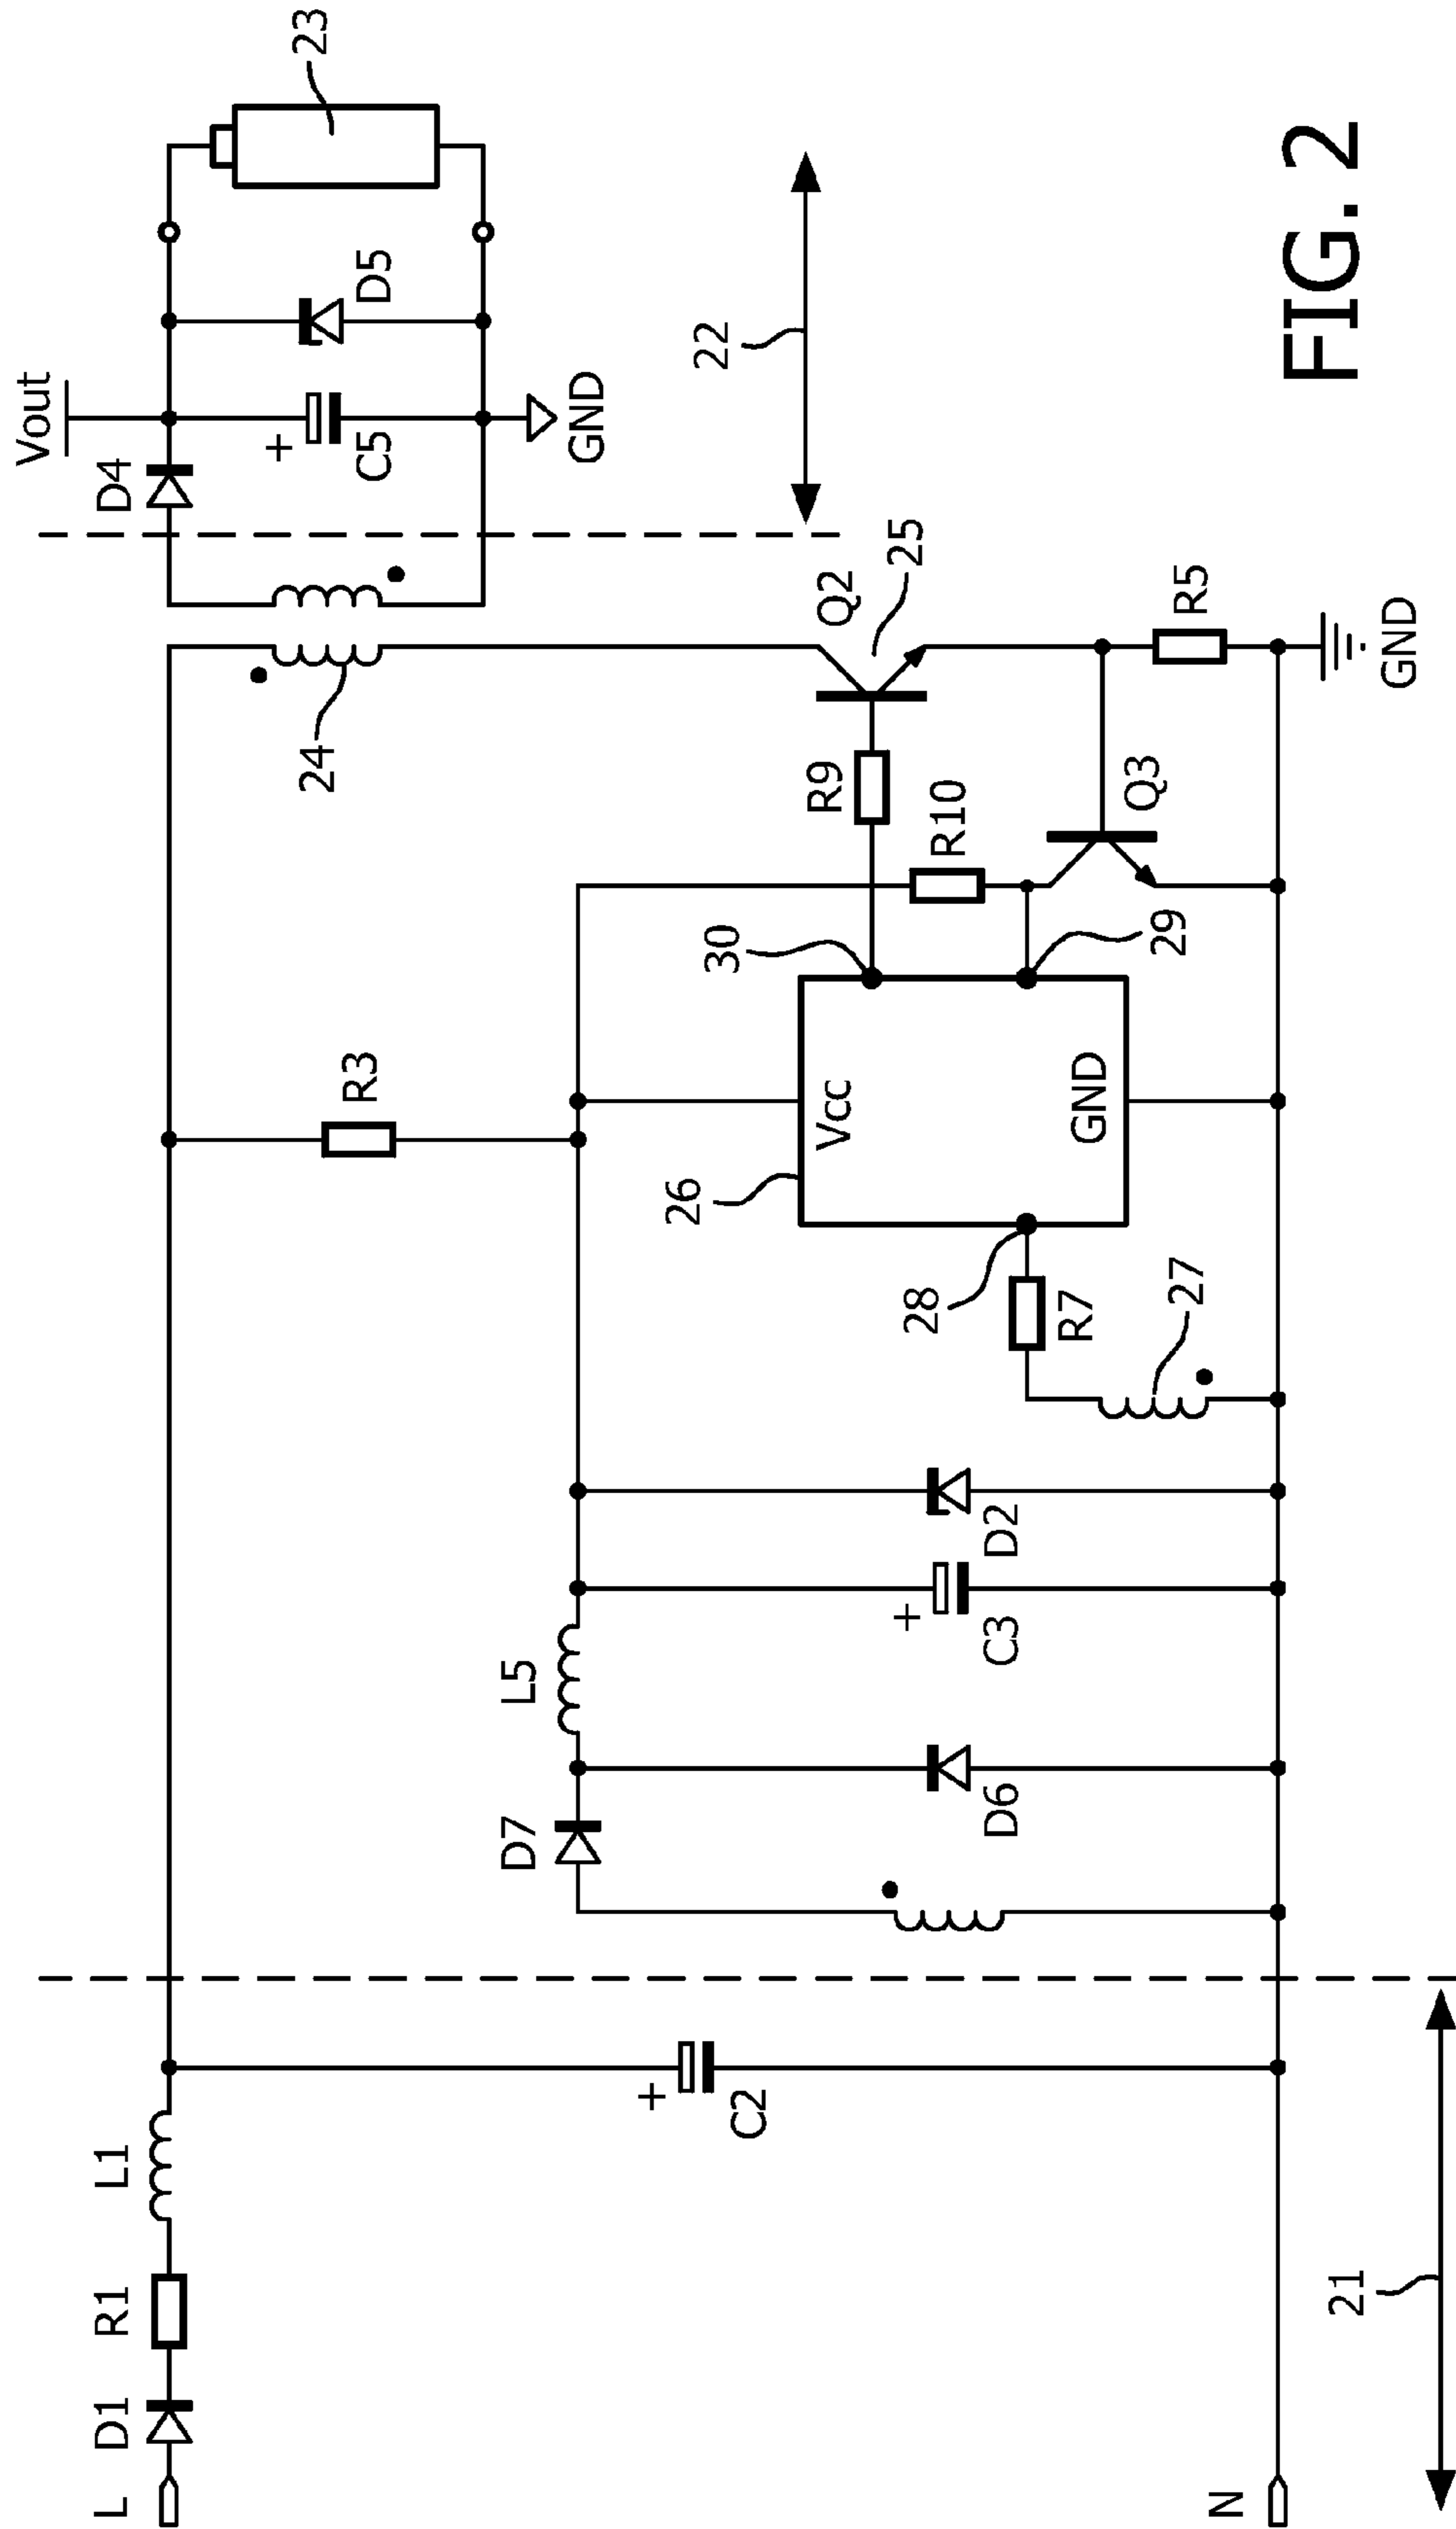 L
D1
R1
L1
+
C2
N
21
D7
L5
D6
+
C3
D2
R3
26
Vcc
GND
28
R7
27
30
29
R10
R9
Q3
Q2
25
R5
GND
24
D4
Vout
+
C5
D5
GND
23
22
FIG. 2